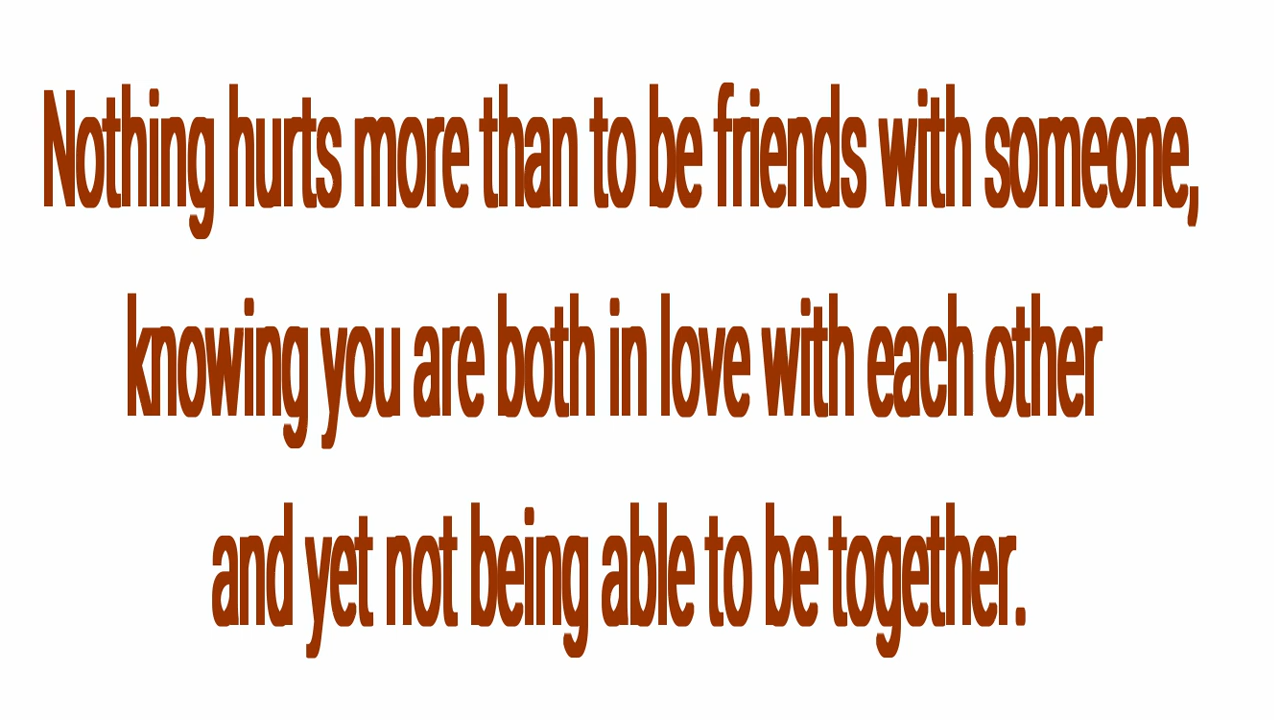 Nothing hurts more than to be friends with someone,
knowing you are both in love with each other
and yet not being able to be together.